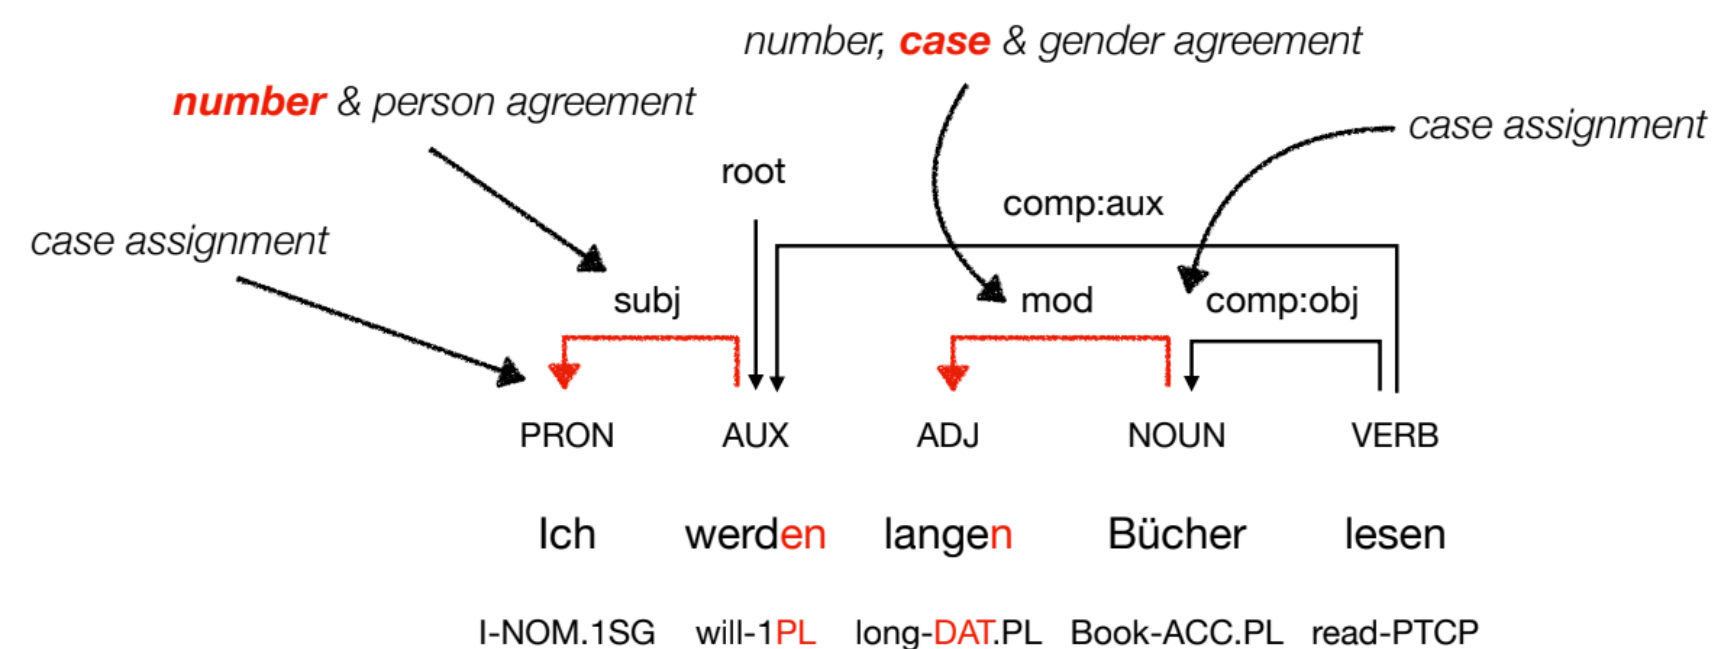 number, case & gender agreement
number & person agreement
case assignment
root
comp:aux
case assignment
subj
mod
comp:obj
PRON AUX ADJ NOUN VERB
Ich werden langen Bücher lesen
I-NOM.1SG will-1PL long-DAT.PL Book-ACC.PL read-PTCP